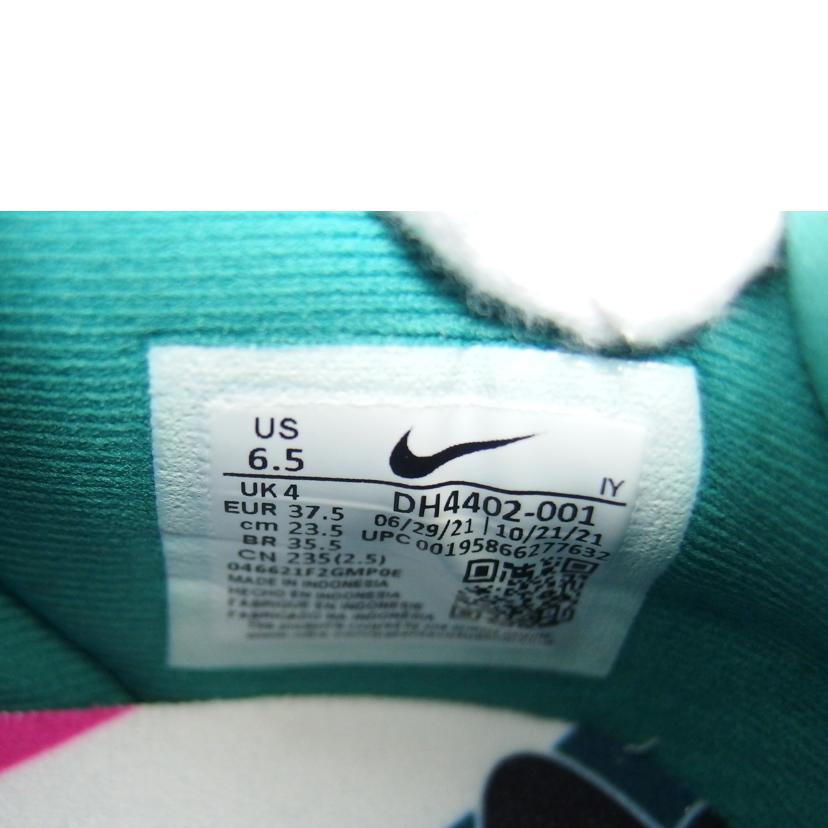 US
6.5
IY
UK 4
DH4402-001
EUR 37.5
06/29/21 | 10/21/21
cm 23.5
UPC 00195866277632
BR 35.5
CN 235(2.5)
046621F2GMP0E
MADE IN INDONESIA
HECHO EN INDONESIA
FABRIQUE EN INDONESIE
FABRICADO NA INDONESIA